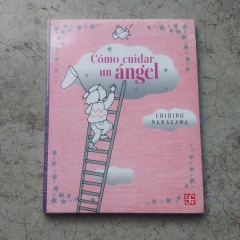 Cómo cuidar
un ángel
CHIHIRO
NAKAGAWA